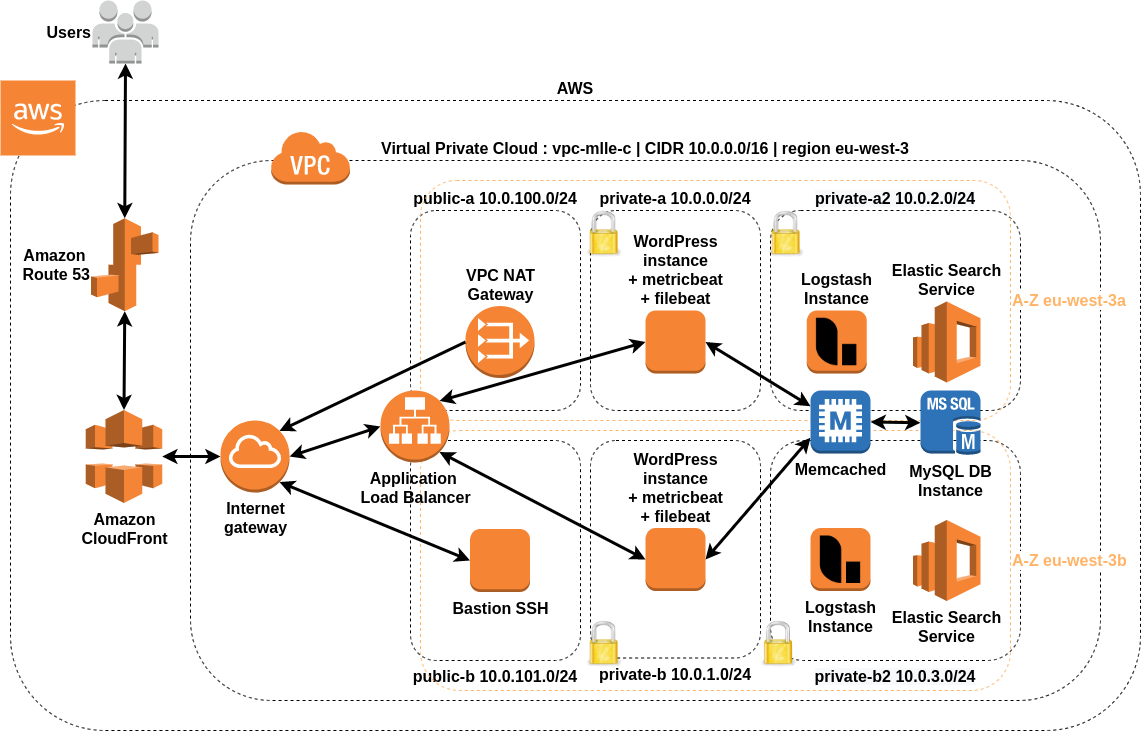 Users
aws
AWS
VPC
Virtual Private Cloud : vpc-mlle-c | CIDR 10.0.0.0/16 | region eu-west-3
public-a 10.0.100.0/24
private-a 10.0.0.0/24
private-a2 10.0.2.0/24
Amazon
Route 53
VPC NAT
Gateway
WordPress
instance
+ metricbeat
+ filebeat
Logstash
Instance
Elastic Search
Service
A-Z eu-west-3a
MS SQL
M
M
Memcached
MySQL DB
Instance
Application
Load Balancer
Internet
gateway
Amazon
CloudFront
WordPress
instance
+ metricbeat
+ filebeat
A-Z eu-west-3b
Bastion SSH
Logstash
Instance
Elastic Search
Service
public-b 10.0.101.0/24
private-b 10.0.1.0/24
private-b2 10.0.3.0/24